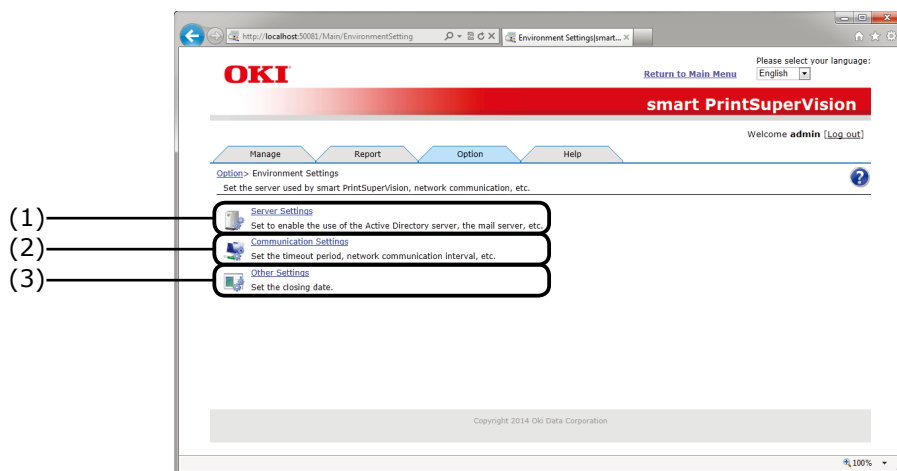 http://localhost:50081/Main/EnvironmentSetting
Environment Settings|smart...
OKI
Please select your language:
Return to Main Menu
English
smart PrintSuperVision
Welcome admin [Log out]
Manage
Report
Option
Help
Option> Environment Settings
Set the server used by smart PrintSuperVision, network communication, etc.
?
(1)
Server Settings
Set to enable the use of the Active Directory server, the mail server, etc.
(2)
Communication Settings
Set the timeout period, network communication interval, etc.
(3)
Other Settings
Set the closing date.
Copyright 2014 Oki Data Corporation
100%